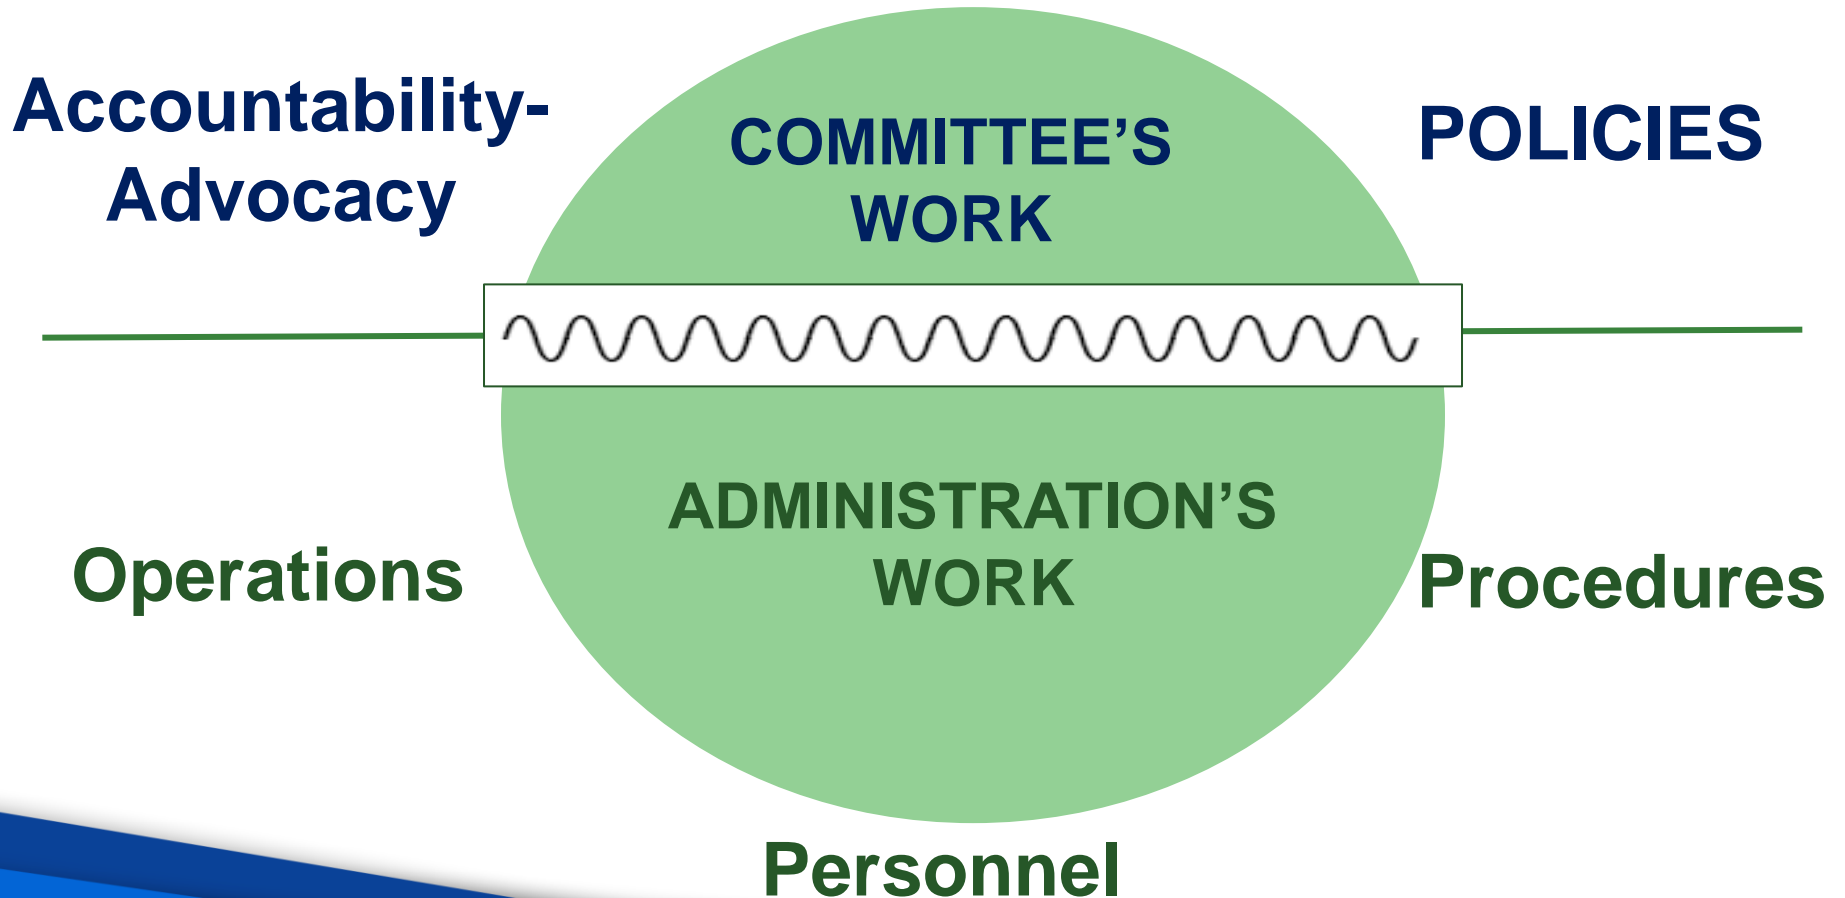 Accountability-
Advocacy
COMMITTEE’S
WORK
POLICIES
ADMINISTRATION’S
WORK
Operations
Procedures
Personnel